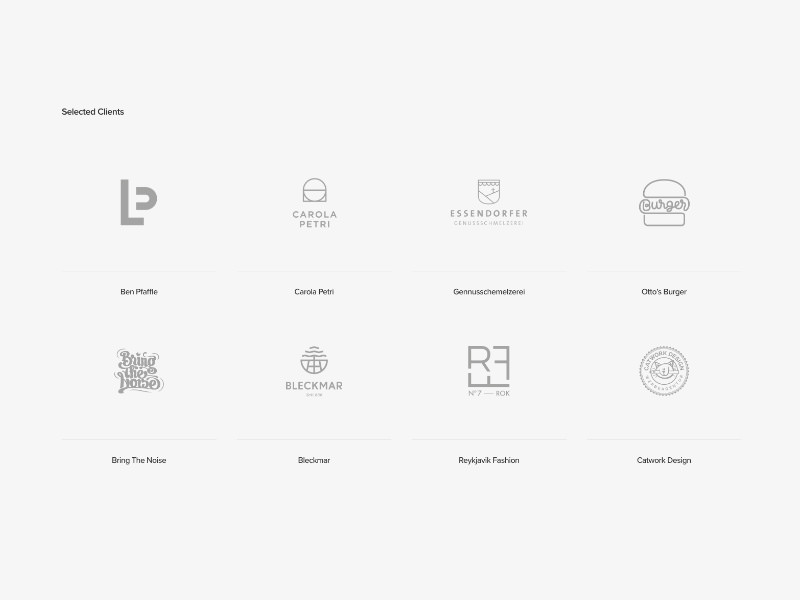 Selected Clients
CAROLA
PETRI
ESSENDORFER
GENUSSSCHMELZEREI
Burger
Ben Pfaffle
Carola Petri
Gennusschemelzerei
Otto's Burger
Bring
the
Noise
BLECKMAR
RF
N°7 — ROK
CATWORK DESIGN
Bring The Noise
Bleckmar
Reykjavik Fashion
Catwork Design